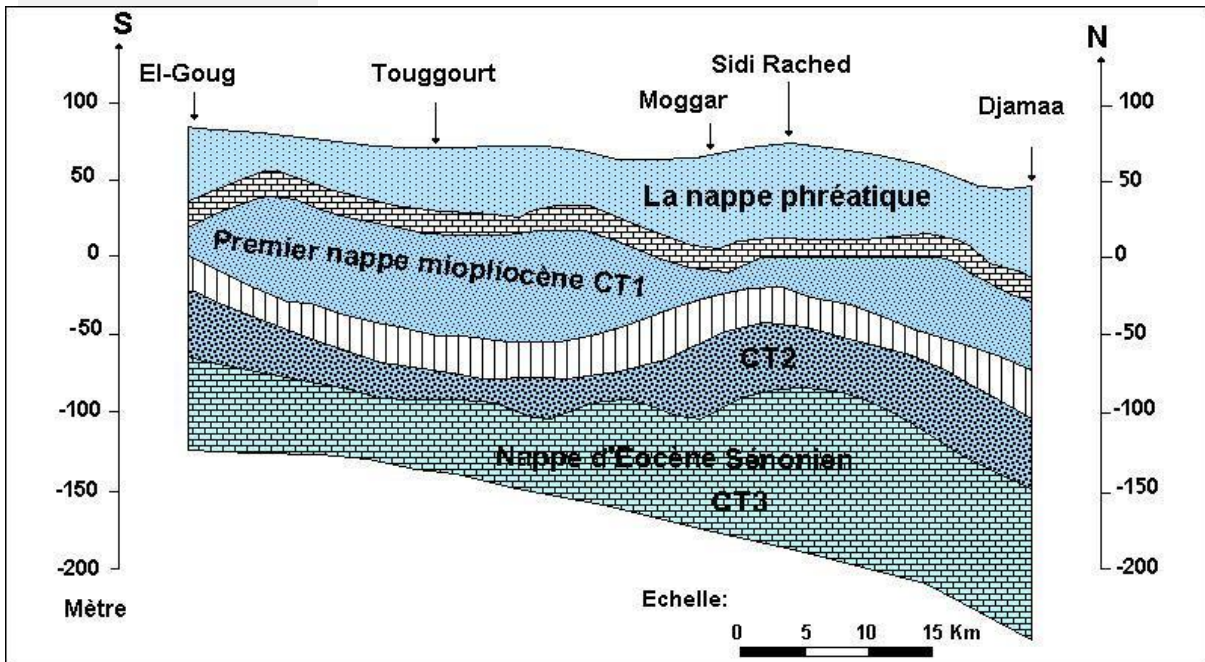 S
N
El-Goug
Touggourt
Sidi Rached
Moggar
Djamaa
100
100
50
50
0
0
-50
-50
-100
-100
-150
-150
-200
-200
Mètre
La nappe phréatique
Premier nappe miopliocène CT1
CT2
Nappe d'Eocène Sénonien
CT3
Echelle:
0 5 10 15 Km